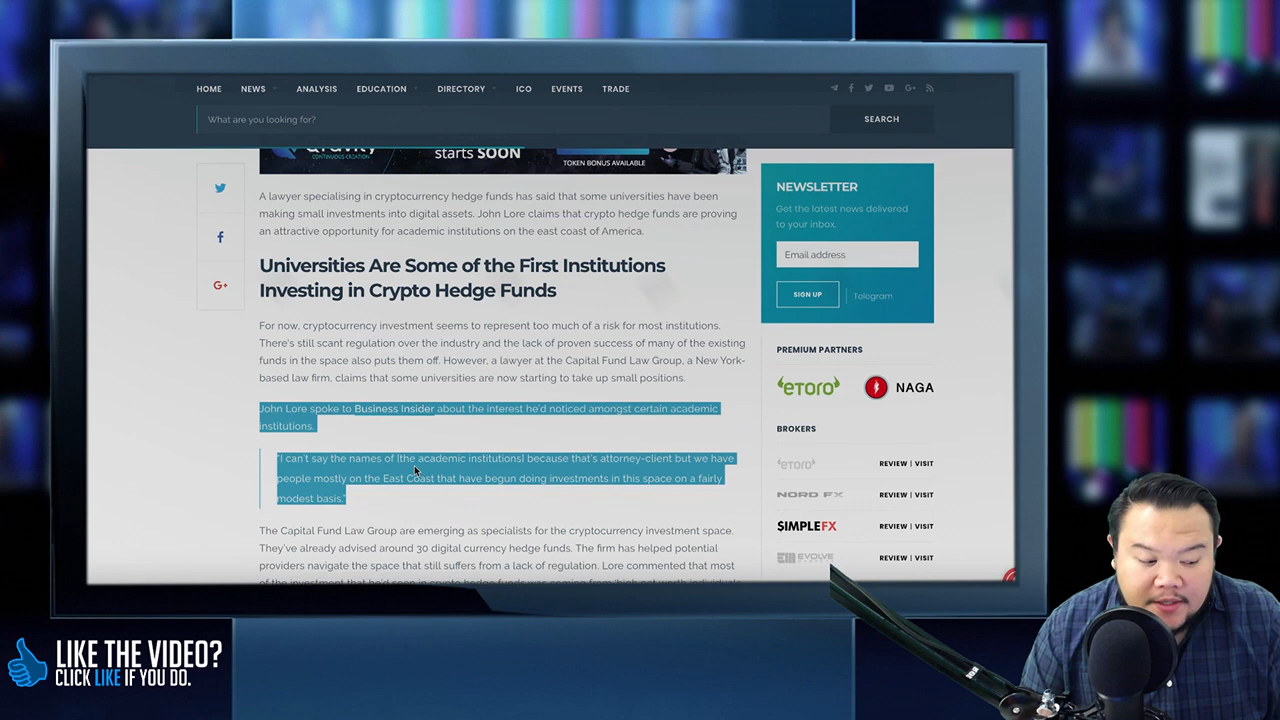 HOME NEWS ANALYSIS EDUCATION DIRECTORY ICO EVENTS TRADE
What are you looking for?
SEARCH
CONTINUOUS CREATION
starts SOON
TOKEN BONUS AVAILABLE
A lawyer specialising in cryptocurrency hedge funds has said that some universities have been
making small investments into digital assets. John Lore claims that crypto hedge funds are proving
an attractive opportunity for academic institutions on the east coast of America.
Universities Are Some of the First Institutions
Investing in Crypto Hedge Funds
For now, cryptocurrency investment seems to represent too much of a risk for most institutions.
There's still scant regulation over the industry and the lack of proven success of many of the existing
funds in the space also puts them off. However, a lawyer at the Capital Fund Law Group, a New York-
based law firm, claims that some universities are now starting to take up small positions.
John Lore spoke to Business Insider about the interest he'd noticed amongst certain academic
institutions.
"I can't say the names of [the academic institutions] because that's attorney-client but we have
people mostly on the East Coast that have begun doing investments in this space on a fairly
modest basis."
The Capital Fund Law Group are emerging as specialists for the cryptocurrency investment space.
They've already advised around 30 digital currency hedge funds. The firm has helped potential
providers navigate the space that still suffers from a lack of regulation. Lore commented that most
NEWSLETTER
Get the latest news delivered
to your inbox.
Email address
SIGN UP
Telegram
PREMIUM PARTNERS
eToro
NAGA
BROKERS
eToro REVIEW | VISIT
NORD FX REVIEW | VISIT
SIMPLEFX REVIEW | VISIT
EVOLVE REVIEW | VISIT
LIKE THE VIDEO?
CLICK LIKE IF YOU DO.